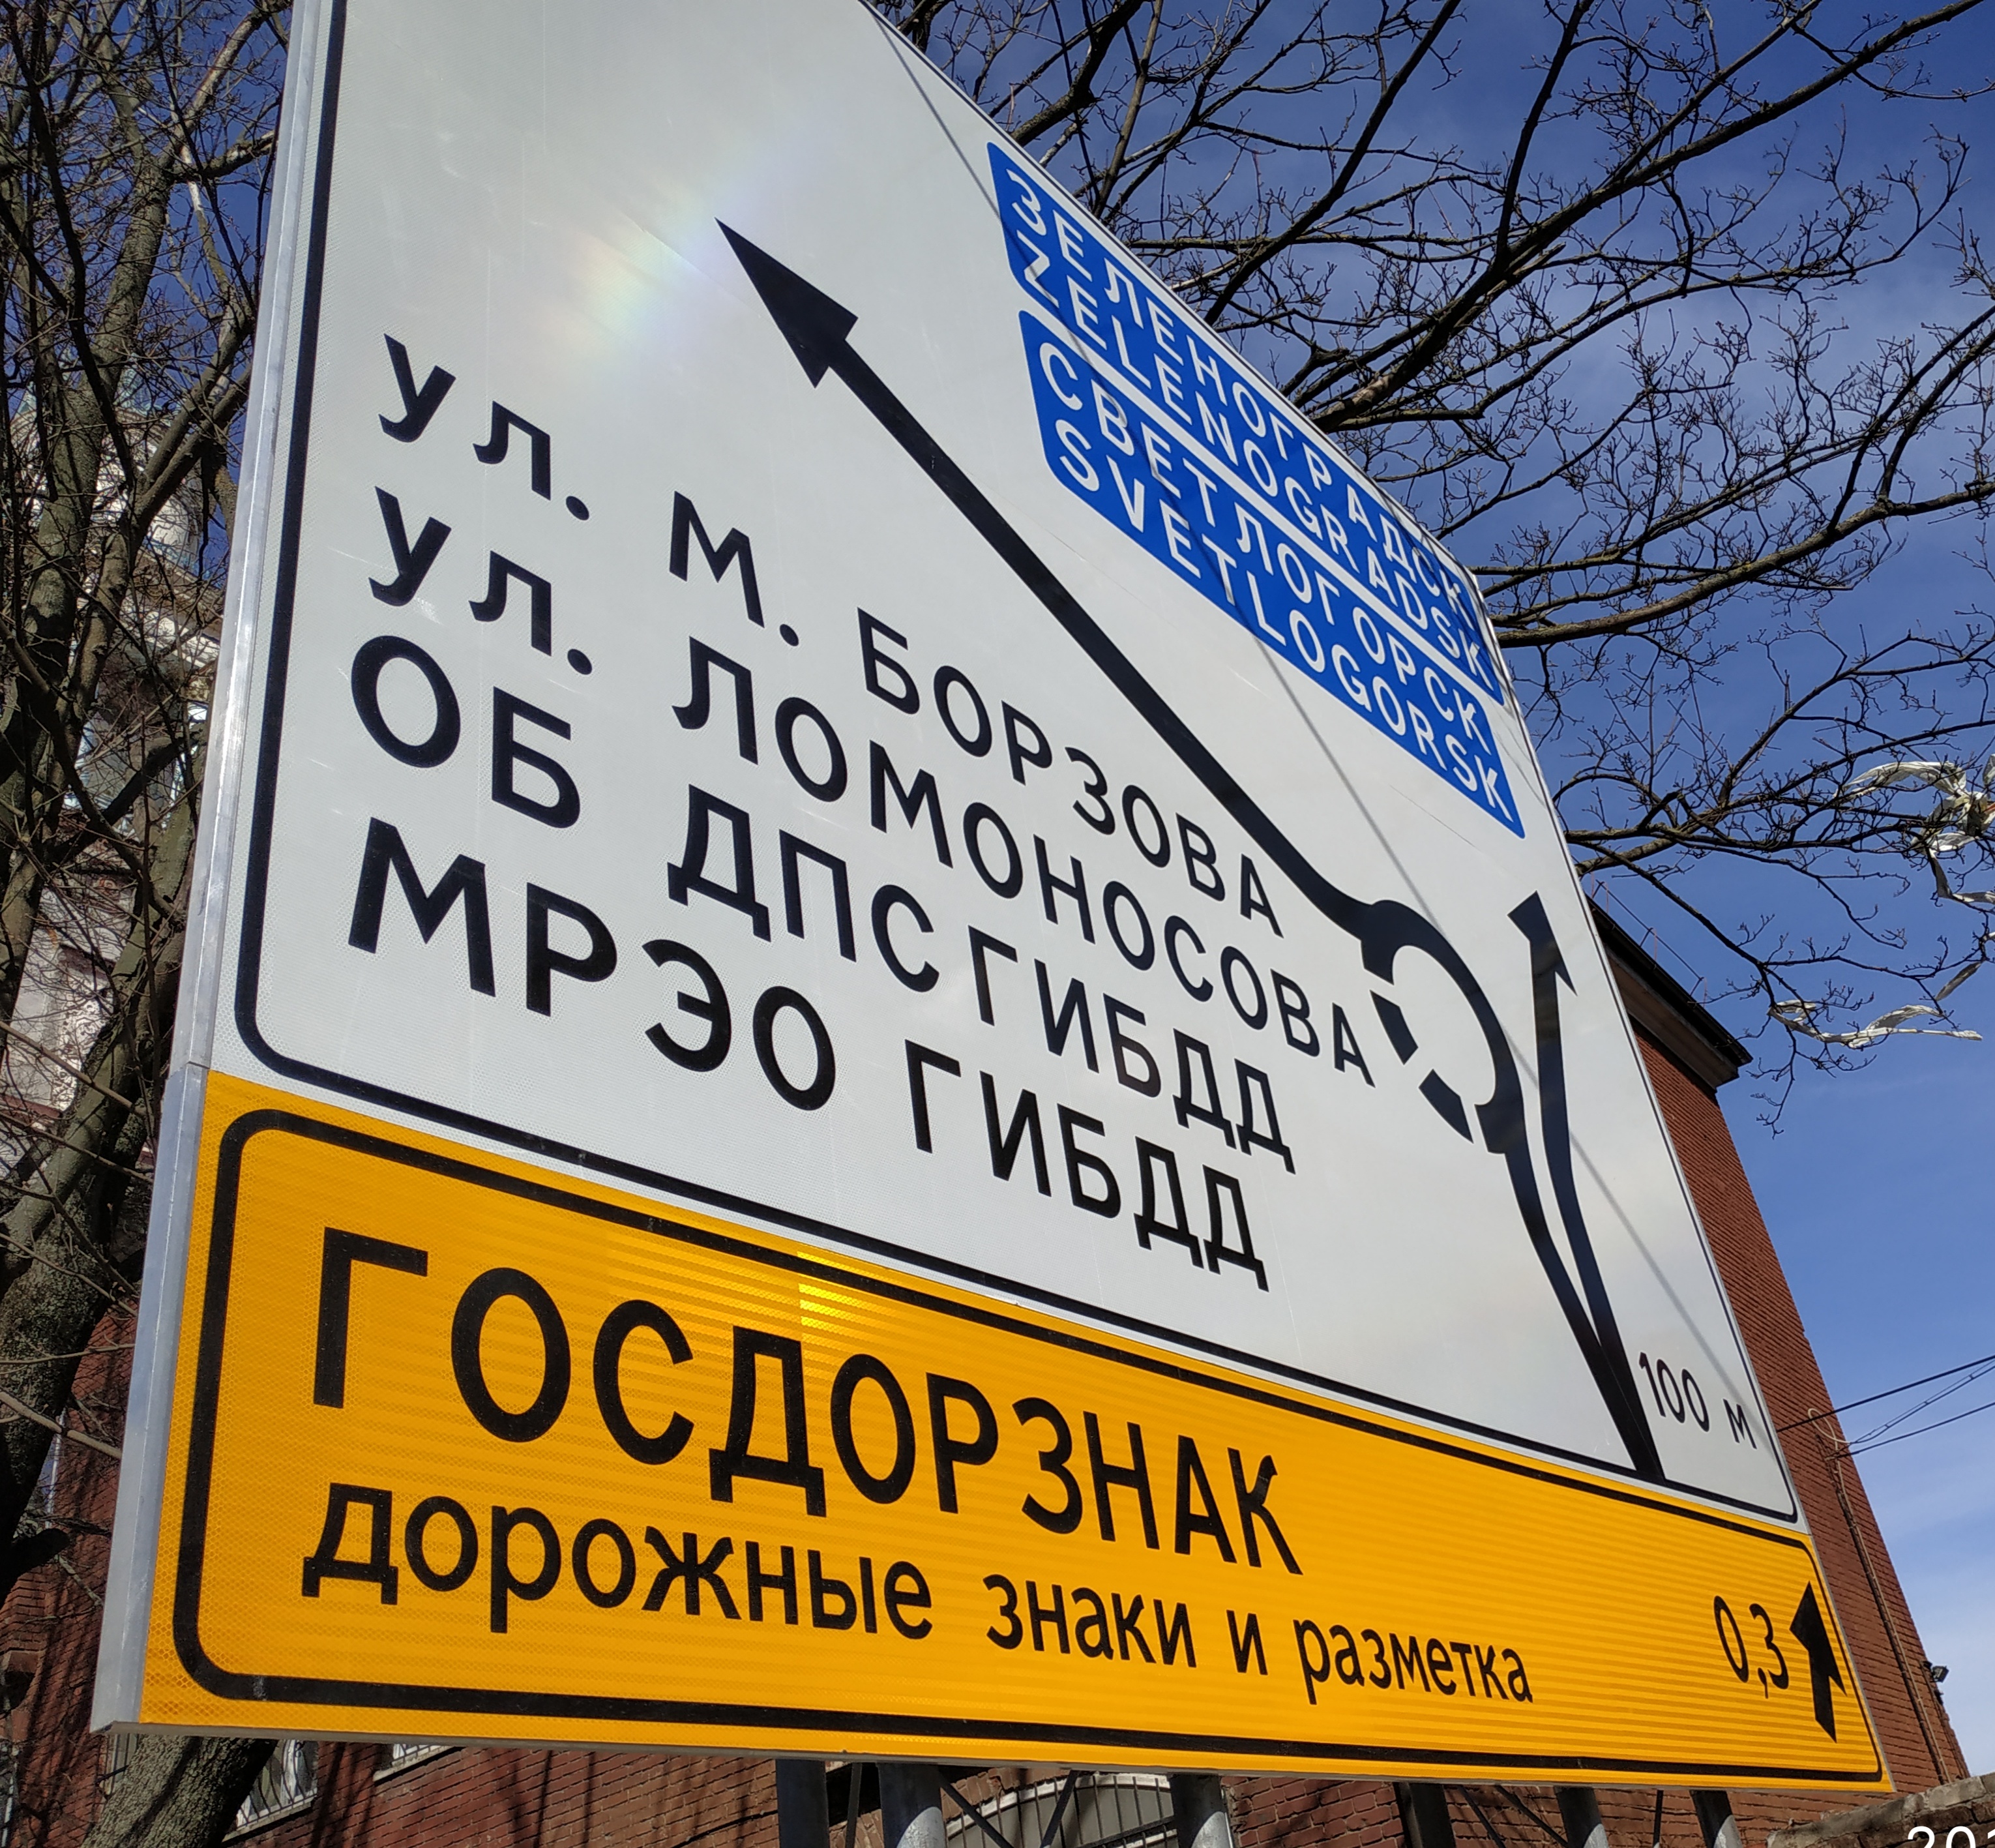 ЗЕЛЕНОГРАДСК
ZELENOGRADSK
СВЕТЛОГОРСК
SVETLOGORSK
ул. М. БОРЗОВА
ул. ЛОМОНОСОВА
ОБ ДПС ГИБДД
МРЭО ГИБДД
100 м
ГОСДОРЗНАК
дорожные знаки и разметка
0,3